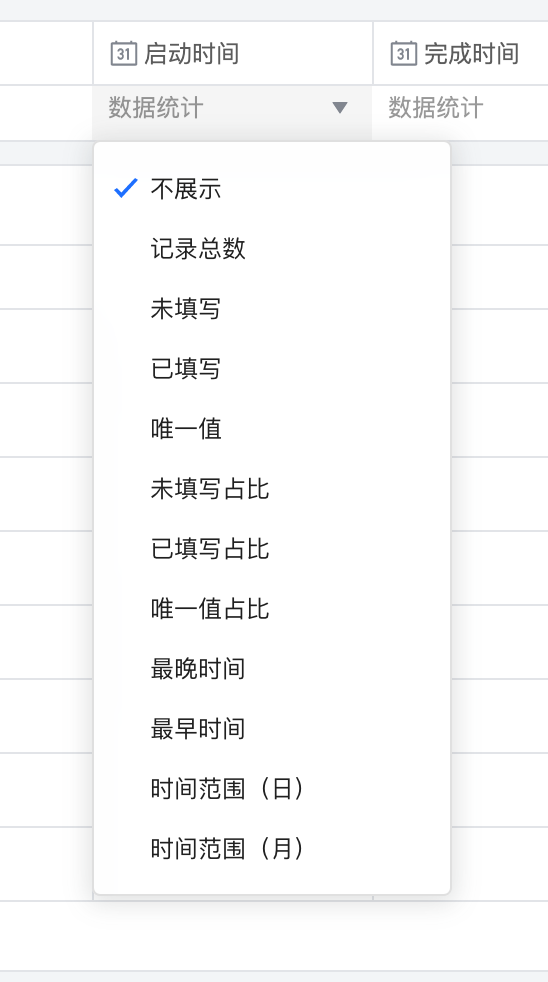 31 启动时间 31 完成时间
数据统计 数据统计
不展示
记录总数
未填写
已填写
唯一值
未填写占比
已填写占比
唯一值占比
最晚时间
最早时间
时间范围（日）
时间范围（月）